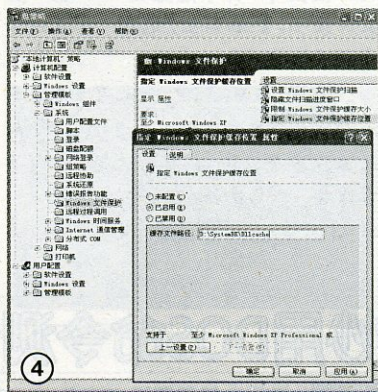 组策略
文件(F) 操作(A) 查看(V) 帮助(H)
"本地计算机"策略
计算机配置
软件设置
Windows 设置
管理模板
Windows 组件
系统
用户配置文件
脚本
登录
磁盘配额
网络登录
组策略
远程协助
系统还原
错误报告功能
Windows 文件保护
远程过程调用
Windows 时间服务
Internet 通信管理
分布式 COM
网络
打印机
用户配置
软件设置
Windows 设置
管理模板
Windows 文件保护
指定 Windows 文件保护缓存位置
显示 属性
要求:
至少 Microsoft Windows XP
设置
设置 Windows 文件保护扫描
隐藏文件扫描进度窗口
限制 Windows 文件保护缓存大小
指定 Windows 文件保护缓存位置
指定 Windows 文件保护缓存位置 属性
设置 说明
指定 Windows 文件保护缓存位置
未配置(C)
已启用(E)
已禁用(D)
缓存文件路径: D:\SystemBK\Dllcache
支持于 至少 Microsoft Windows XP Professional 或
上一设置(P) 下一设置(N)
确定 取消 应用(A)
④